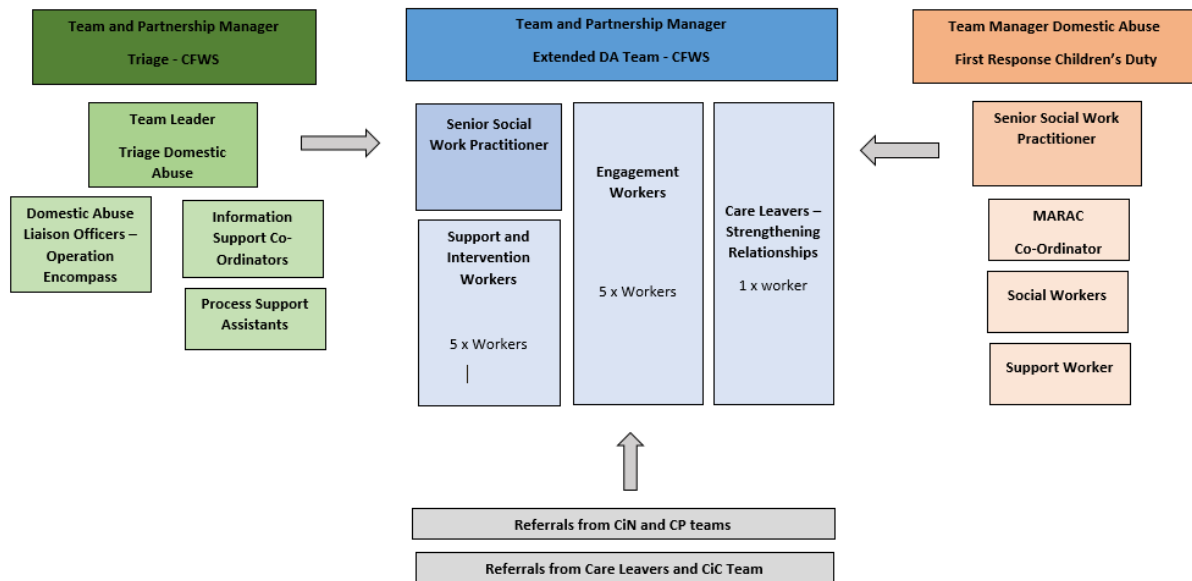 Team and Partnership Manager
Triage - CFWS
Team Leader
Triage Domestic
Abuse
Domestic Abuse
Liaison Officers –
Operation
Encompass
Information
Support Co-
Ordinators
Process Support
Assistants
Team and Partnership Manager
Extended DA Team - CFWS
Senior Social
Work Practitioner
Support and
Intervention
Workers
5 x Workers
Engagement
Workers
5 x Workers
Care Leavers –
Strengthening
Relationships
1 x worker
Team Manager Domestic Abuse
First Response Children's Duty
Senior Social Work
Practitioner
MARAC
Co-Ordinator
Social Workers
Support Worker
Referrals from CiN and CP teams
Referrals from Care Leavers and CiC Team